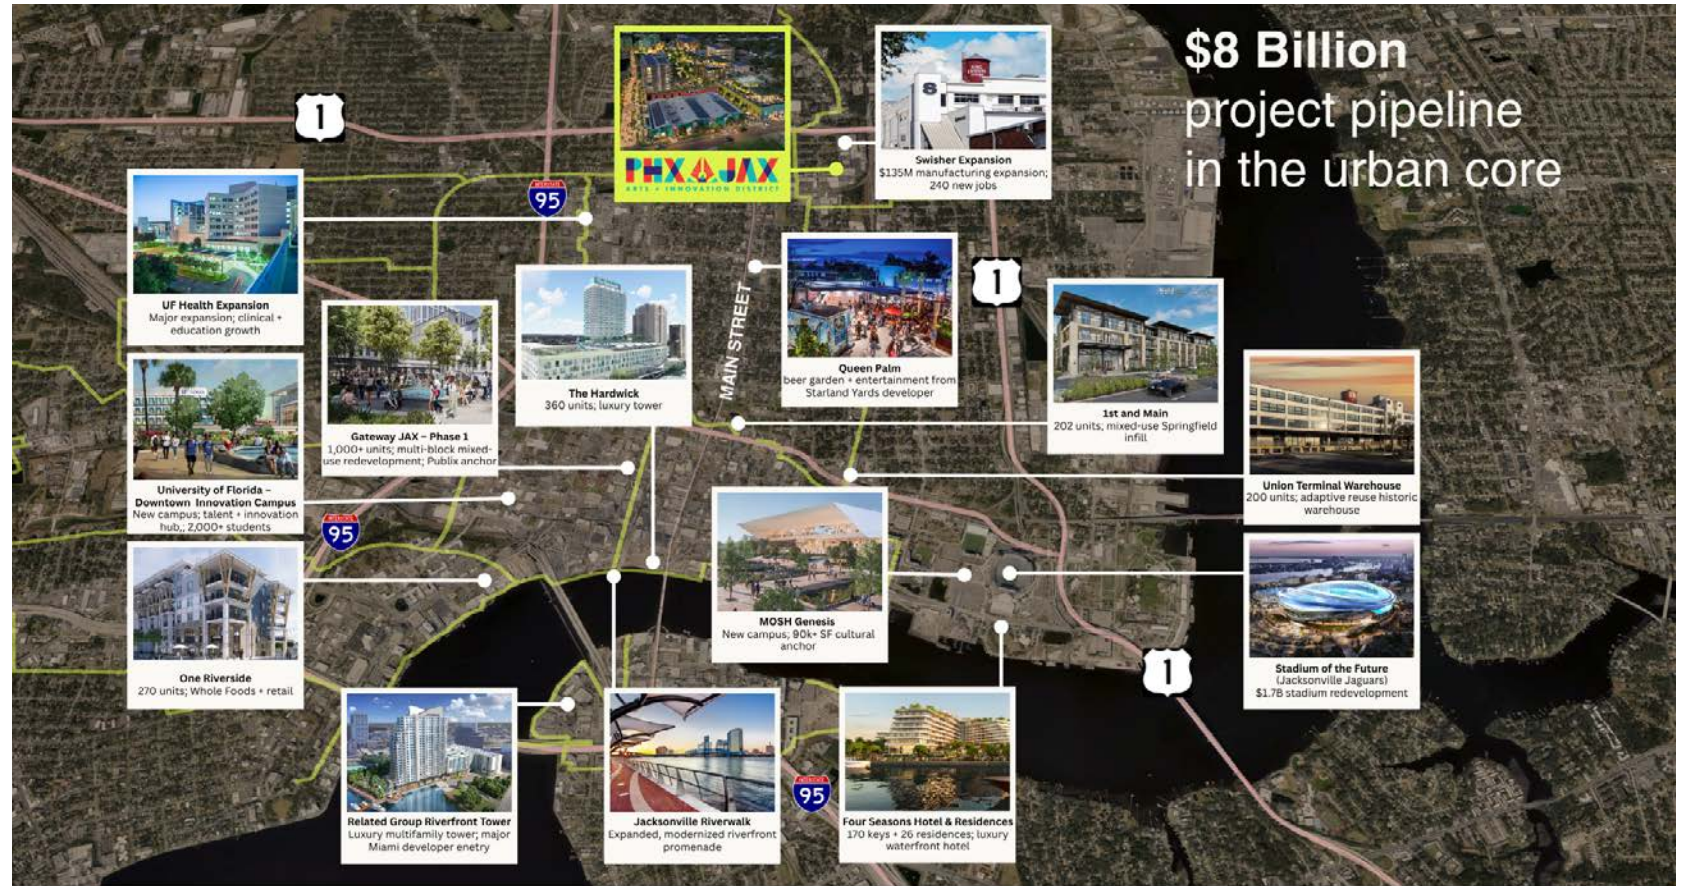 $8 Billion
project pipeline
in the urban core
1
PHX JAX
ARTS + INNOVATION DISTRICT
S
Swisher Expansion
$135M manufacturing expansion;
240 new jobs
INTERSTATE
95
UF Health Expansion
Major expansion; clinical +
education growth
Gateway JAX – Phase 1
1,000+ units; multi-block mixed-
use redevelopment; Publix anchor
The Hardwick
360 units; luxury tower
MAIN STREET
Queen Palm
beer garden + entertainment from
Starland Yards developer
1
1st and Main
202 units; mixed-use Springfield
infill
Union Terminal Warehouse
200 units; adaptive reuse historic
warehouse
University of Florida –
Downtown Innovation Campus
New campus; talent + innovation
hub,; 2,000+ students
INTERSTATE
95
One Riverside
270 units; Whole Foods + retail
MOSH Genesis
New campus; 90k+ SF cultural
anchor
Stadium of the Future
(Jacksonville Jaguars)
$1.7B stadium redevelopment
1
Related Group Riverfront Tower
Luxury multifamily tower; major
Miami developer enetry
Jacksonville Riverwalk
Expanded, modernized riverfront
promenade
INTERSTATE
95
Four Seasons Hotel & Residences
170 keys + 26 residences; luxury
waterfront hotel